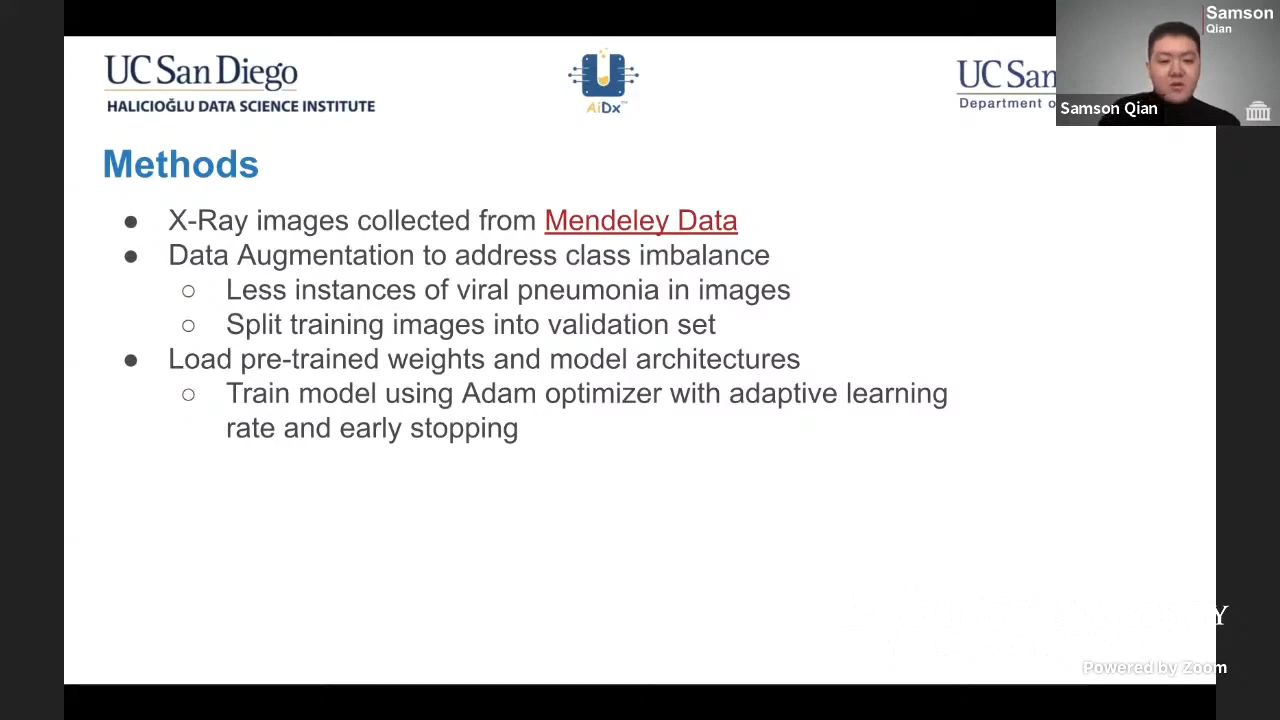 UC San Diego
HALICIOĞLU DATA SCIENCE INSTITUTE
AiDx™
UC San
Department
Samson
Qian
Samson Qian
Methods
● X-Ray images collected from Mendeley Data
● Data Augmentation to address class imbalance
○ Less instances of viral pneumonia in images
○ Split training images into validation set
● Load pre-trained weights and model architectures
○ Train model using Adam optimizer with adaptive learning
rate and early stopping
Y
Powered by Zoom